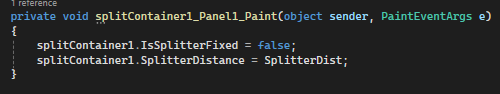 1 reference
private void splitContainer1_Panel1_Paint(object sender, PaintEventArgs e)
{
splitContainer1.IsSplitterFixed = false;
splitContainer1.SplitterDistance = SplitterDist;
}